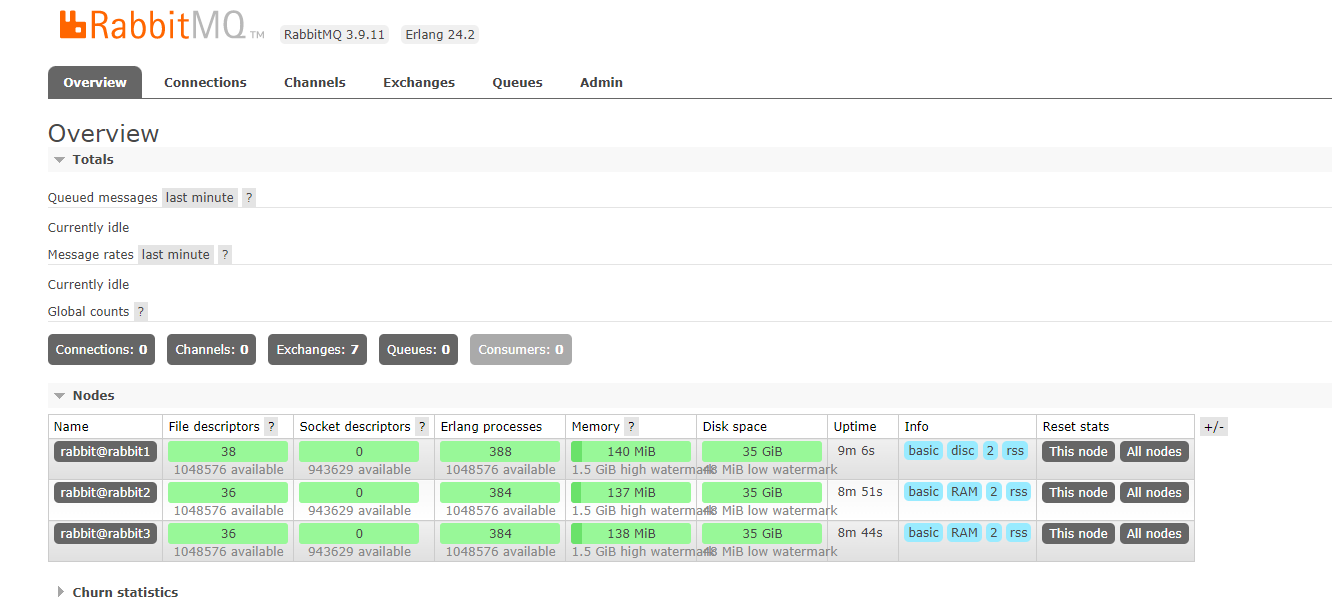 RabbitMQ TM RabbitMQ 3.9.11 Erlang 24.2
Overview Connections Channels Exchanges Queues Admin
Overview
Totals
Queued messages last minute ?
Currently idle
Message rates last minute ?
Currently idle
Global counts ?
Connections: 0 Channels: 0 Exchanges: 7 Queues: 0 Consumers: 0
Nodes
Name File descriptors ? Socket descriptors ? Erlang processes Memory ? Disk space Uptime Info Reset stats +/-
rabbit@rabbit1 38 0 388 140 MiB 35 GiB 9m 6s basic disc 2 rss This node All nodes
1048576 available 943629 available 1048576 available 1.5 GiB high watermark 48 MiB low watermark
rabbit@rabbit2 36 0 384 137 MiB 35 GiB 8m 51s basic RAM 2 rss This node All nodes
1048576 available 943629 available 1048576 available 1.5 GiB high watermark 48 MiB low watermark
rabbit@rabbit3 36 0 384 138 MiB 35 GiB 8m 44s basic RAM 2 rss This node All nodes
1048576 available 943629 available 1048576 available 1.5 GiB high watermark 48 MiB low watermark
Churn statistics